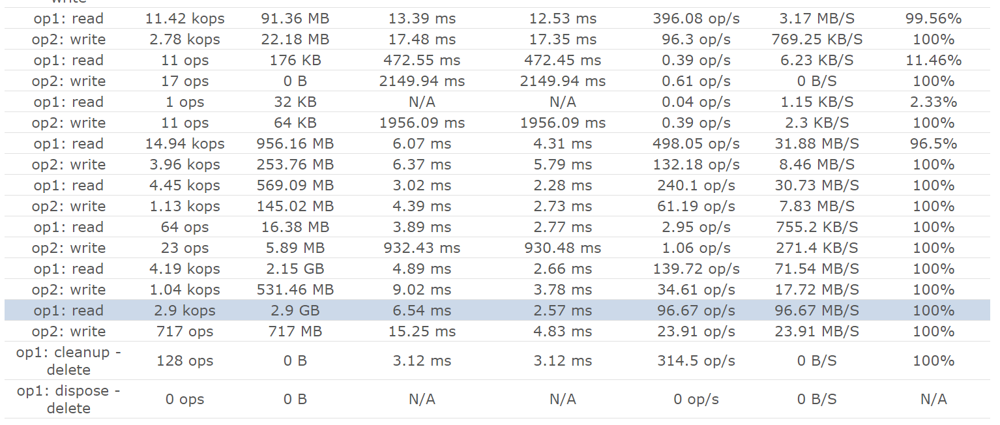 write
op1: read 11.42 kops 91.36 MB 13.39 ms 12.53 ms 396.08 op/s 3.17 MB/S 99.56%
op2: write 2.78 kops 22.18 MB 17.48 ms 17.35 ms 96.3 op/s 769.25 KB/S 100%
op1: read 11 ops 176 KB 472.55 ms 472.45 ms 0.39 op/s 6.23 KB/S 11.46%
op2: write 17 ops 0 B 2149.94 ms 2149.94 ms 0.61 op/s 0 B/S 100%
op1: read 1 ops 32 KB N/A N/A 0.04 op/s 1.15 KB/S 2.33%
op2: write 11 ops 64 KB 1956.09 ms 1956.09 ms 0.39 op/s 2.3 KB/S 100%
op1: read 14.94 kops 956.16 MB 6.07 ms 4.31 ms 498.05 op/s 31.88 MB/S 96.5%
op2: write 3.96 kops 253.76 MB 6.37 ms 5.79 ms 132.18 op/s 8.46 MB/S 100%
op1: read 4.45 kops 569.09 MB 3.02 ms 2.28 ms 240.1 op/s 30.73 MB/S 100%
op2: write 1.13 kops 145.02 MB 4.39 ms 2.73 ms 61.19 op/s 7.83 MB/S 100%
op1: read 64 ops 16.38 MB 3.89 ms 2.77 ms 2.95 op/s 755.2 KB/S 100%
op2: write 23 ops 5.89 MB 932.43 ms 930.48 ms 1.06 op/s 271.4 KB/S 100%
op1: read 4.19 kops 2.15 GB 4.89 ms 2.66 ms 139.72 op/s 71.54 MB/S 100%
op2: write 1.04 kops 531.46 MB 9.02 ms 3.78 ms 34.61 op/s 17.72 MB/S 100%
op1: read 2.9 kops 2.9 GB 6.54 ms 2.57 ms 96.67 op/s 96.67 MB/S 100%
op2: write 717 ops 717 MB 15.25 ms 4.83 ms 23.91 op/s 23.91 MB/S 100%
op1: cleanup -
delete 128 ops 0 B 3.12 ms 3.12 ms 314.5 op/s 0 B/S 100%
op1: dispose -
delete 0 ops 0 B N/A N/A 0 op/s 0 B/S N/A